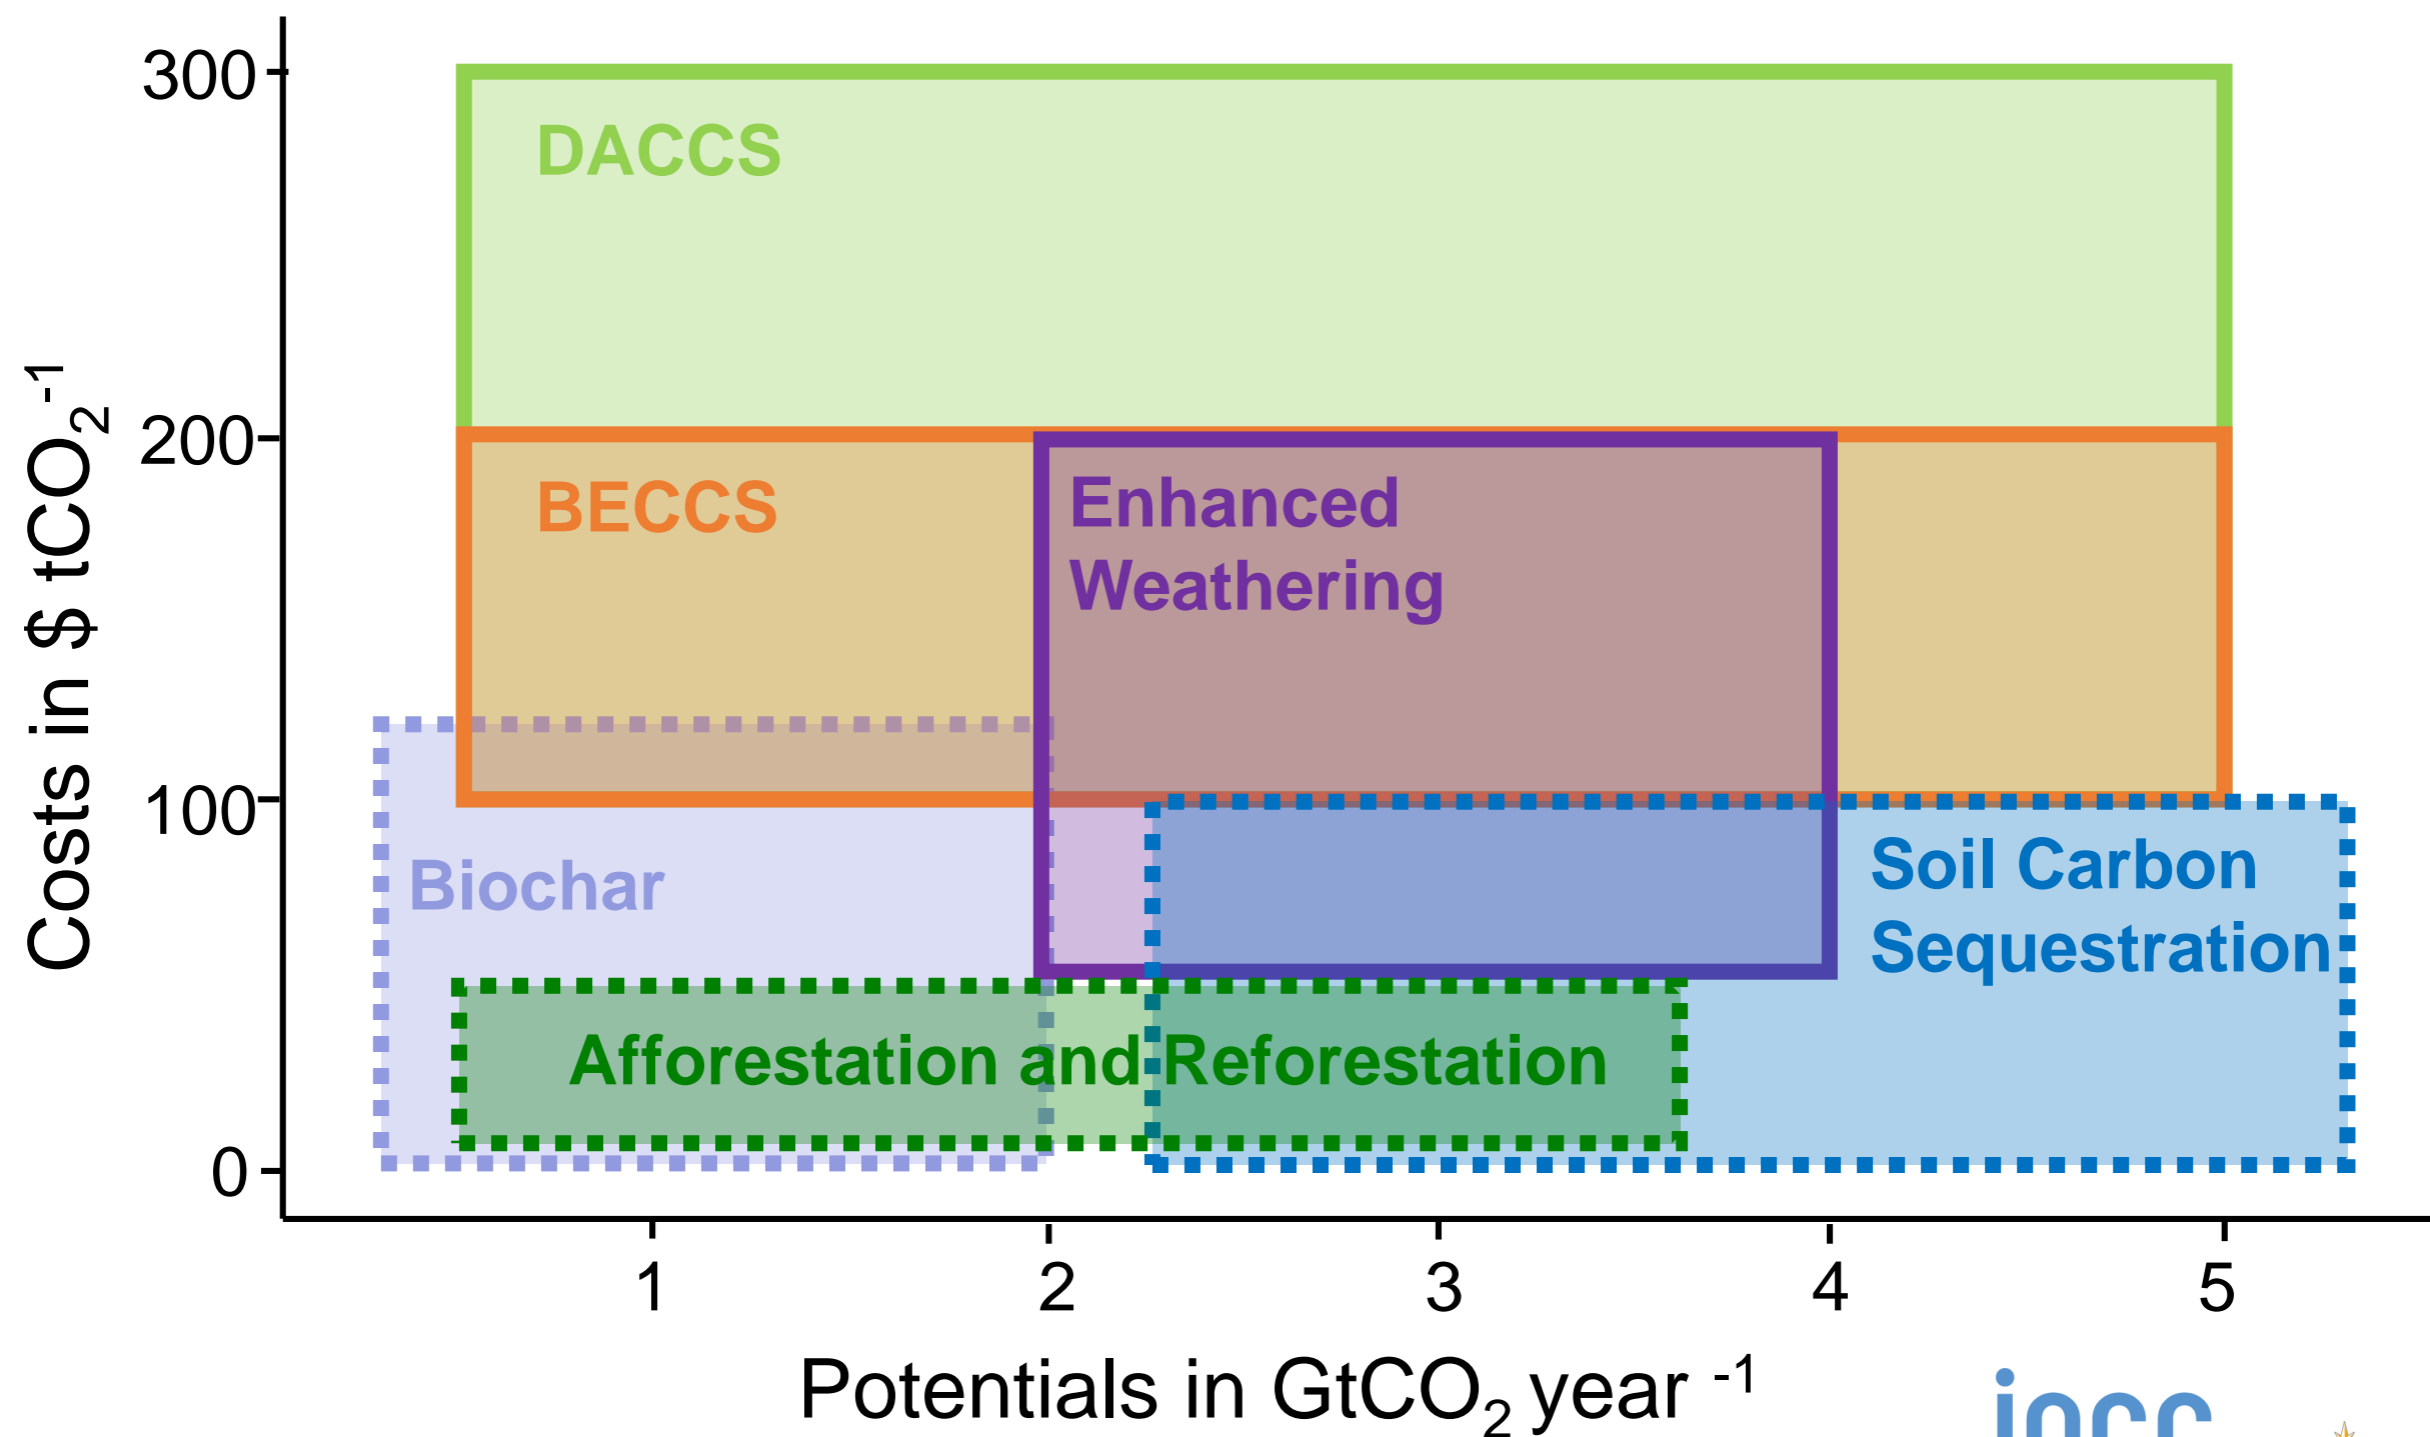 Costs in $ tCO₂⁻¹
300
200
100
0
DACCS
BECCS
Enhanced
Weathering
Biochar
Soil Carbon
Sequestration
Afforestation and Reforestation
1 2 3 4 5
Potentials in GtCO₂ year ⁻¹